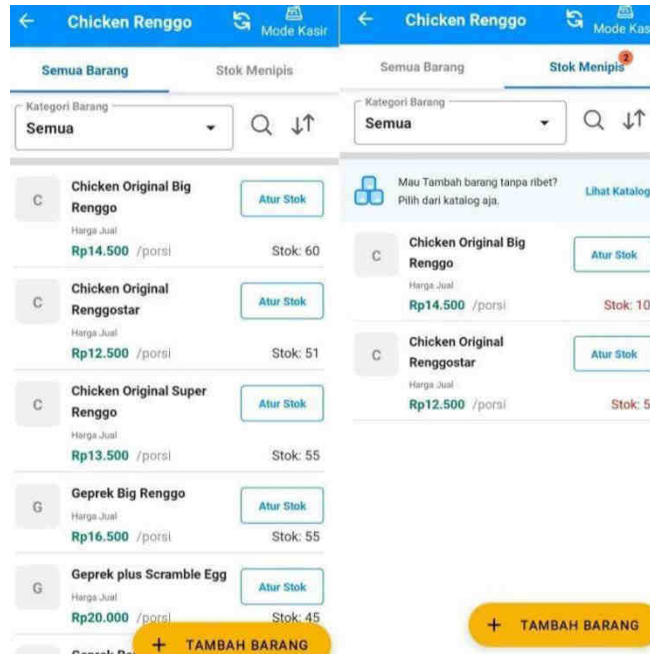 Chicken Renggo
Mode Kasir
Semua Barang
Stok Menipis
Kategori Barang
Semua
C
Chicken Original Big
Renggo
Atur Stok
Harga Jual
Rp14.500 /porsi
Stok: 60
C
Chicken Original
Renggostar
Atur Stok
Harga Jual
Rp12.500 /porsi
Stok: 51
C
Chicken Original Super
Renggo
Atur Stok
Harga Jual
Rp13.500 /porsi
Stok: 55
G
Geprek Big Renggo
Atur Stok
Harga Jual
Rp16.500 /porsi
Stok: 55
G
Geprek plus Scramble Egg
Atur Stok
Harga Jual
Rp20.000 /porsi
Stok: 45
+ TAMBAH BARANG
Chicken Renggo
Mode Kas
Semua Barang
Stok Menipis
2
Kategori Barang
Semua
Mau Tambah barang tanpa ribet?
Pilih dari katalog aja.
Lihat Katalog
C
Chicken Original Big
Renggo
Atur Stok
Harga Jual
Rp14.500 /porsi
Stok: 10
C
Chicken Original
Renggostar
Atur Stok
Harga Jual
Rp12.500 /porsi
Stok: 5
+ TAMBAH BARANG